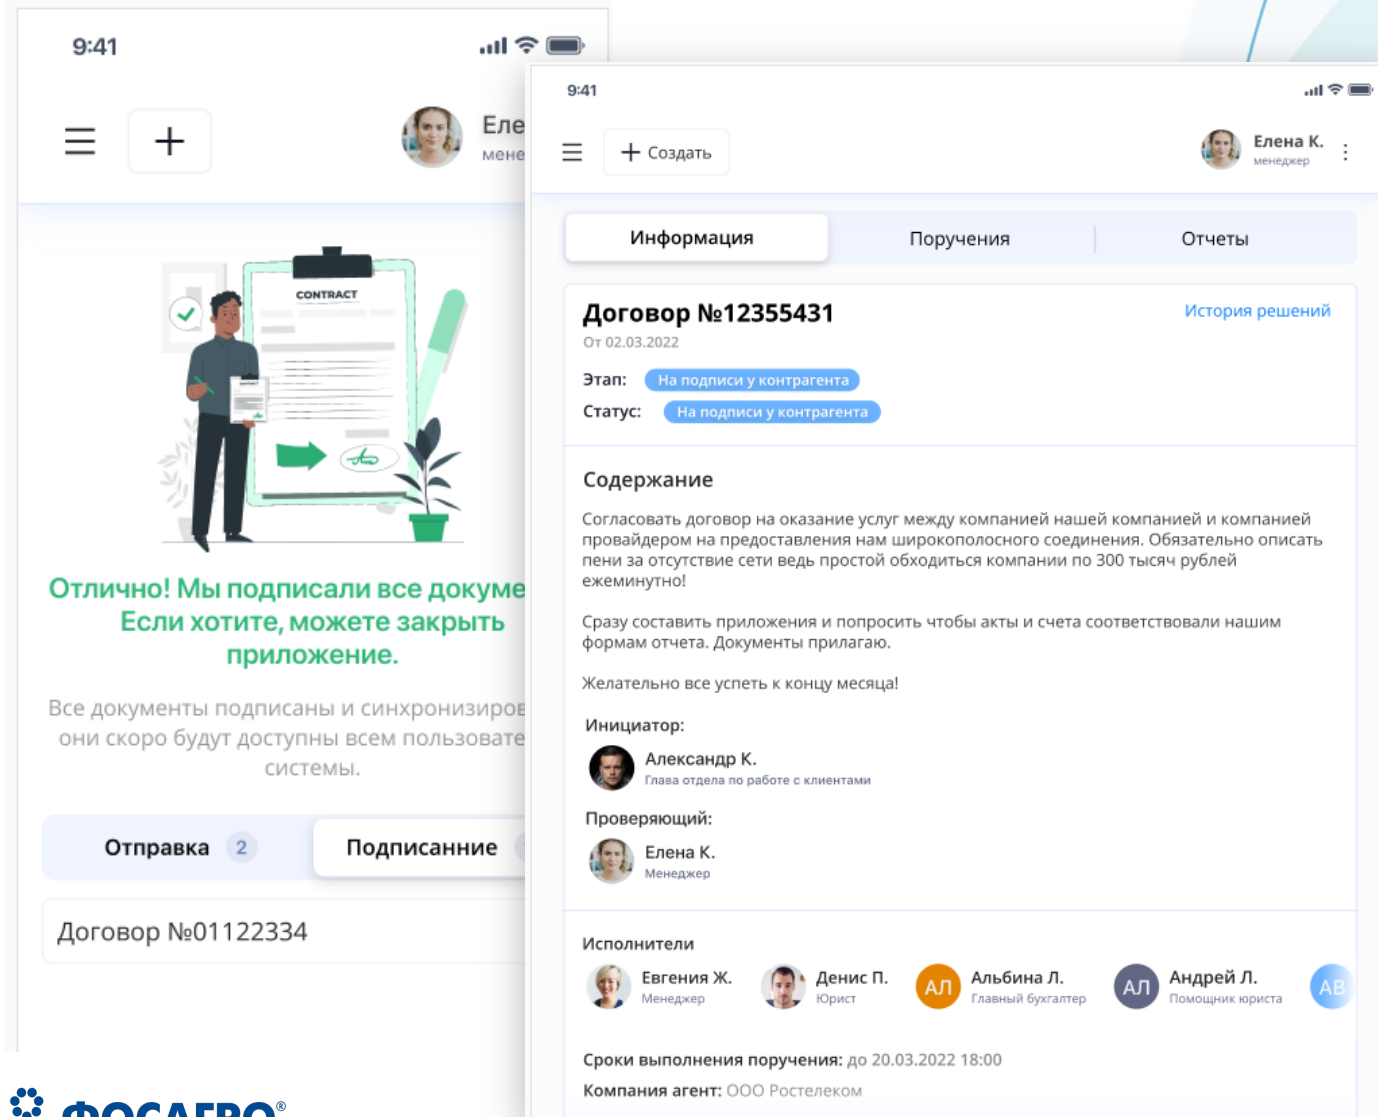 9:41
Еле
мене
CONTRACT
Отлично! Мы подписали все докуме
Если хотите, можете закрыть
приложение.
Все документы подписаны и синхронизиров
они скоро будут доступны всем пользовате
системы.
Отправка 2
Подписанние
Договор №01122334
ФОСАГРО®
9:41
+ Создать
Елена К.
менеджер
Информация
Поручения
Отчеты
Договор №12355431
История решений
От 02.03.2022
Этап: На подписи у контрагента
Статус: На подписи у контрагента
Содержание
Согласовать договор на оказание услуг между компанией нашей компанией и компанией
провайдером на предоставления нам широкополосного соединения. Обязательно описать
пени за отсутствие сети ведь простой обходиться компании по 300 тысяч рублей
ежеминутно!
Сразу составить приложения и попросить чтобы акты и счета соответствовали нашим
формам отчета. Документы прилагаю.
Желательно все успеть к концу месяца!
Инициатор:
Александр К.
Глава отдела по работе с клиентами
Проверяющий:
Елена К.
Менеджер
Исполнители
Евгения Ж.
Менеджер
Денис П.
Юрист
АЛ
Альбина Л.
Главный бухгалтер
АЛ
Андрей Л.
Помощник юриста
АВ
Сроки выполнения поручения: до 20.03.2022 18:00
Компания агент: ООО Ростелеком